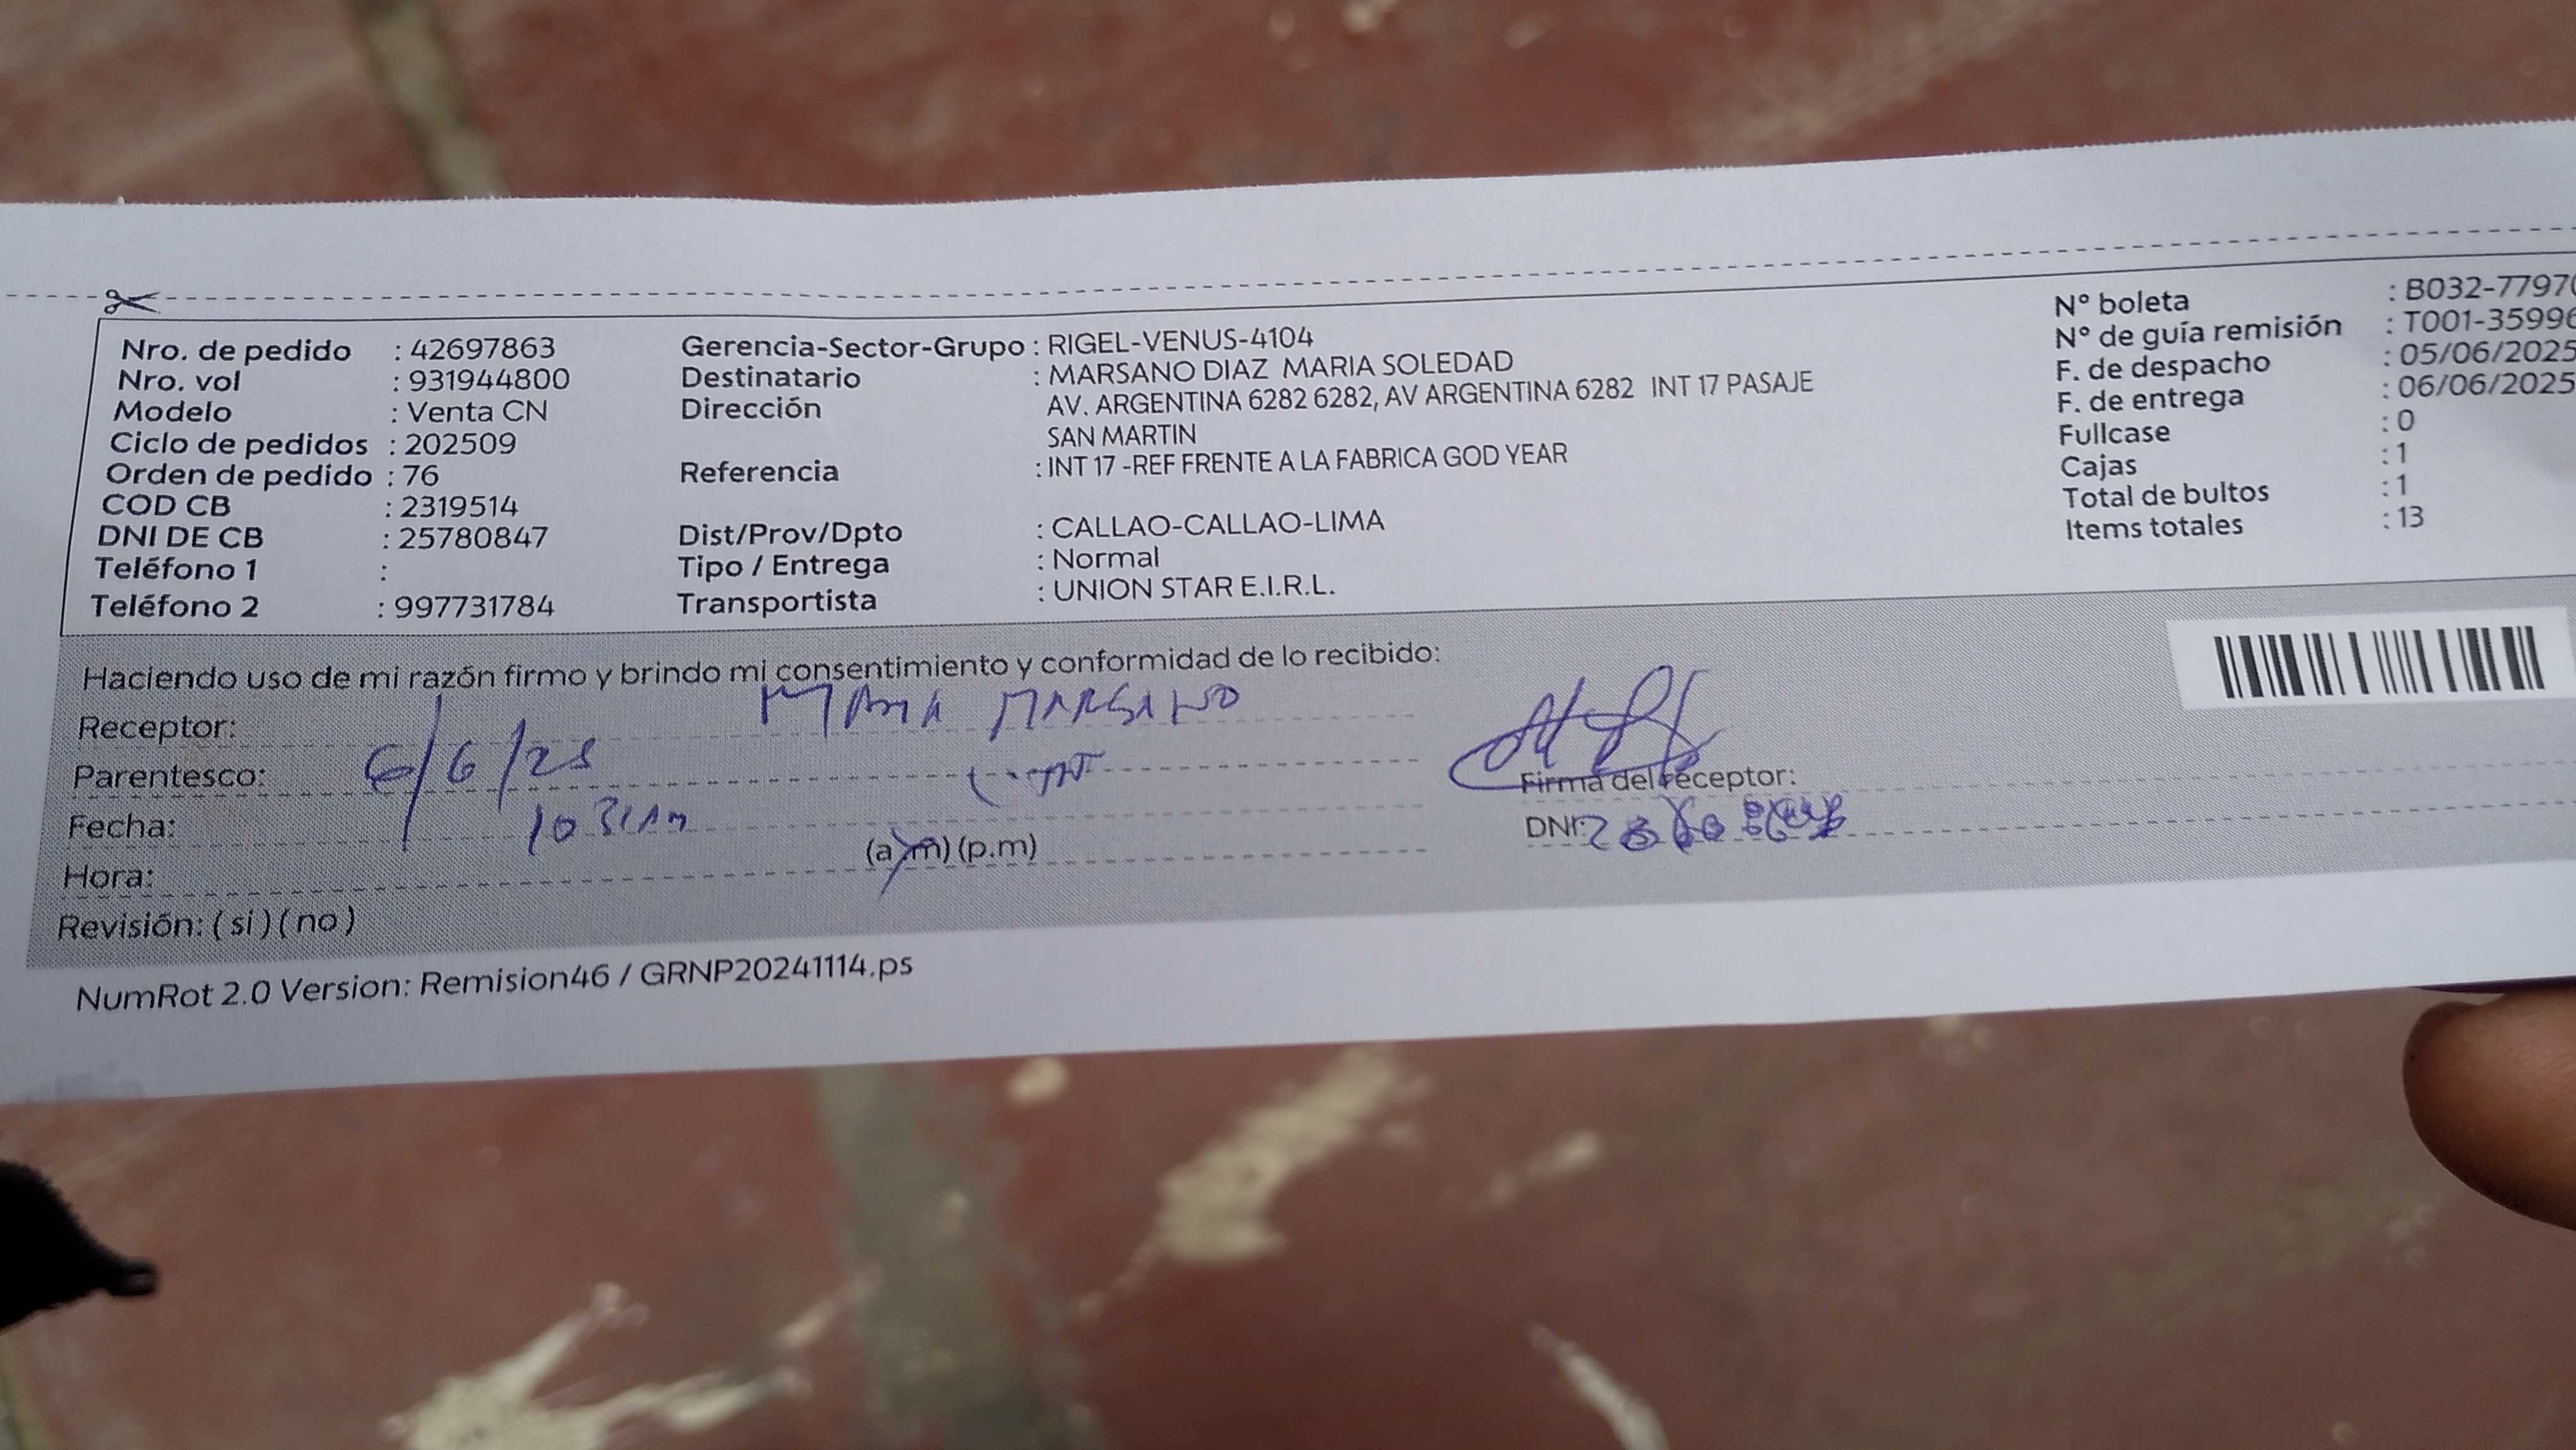 Nro. de pedido : 42697863
Nro. vol : 931944800
Modelo : Venta CN
Ciclo de pedidos : 202509
Orden de pedido : 76
COD CB : 2319514
DNI DE CB : 25780847
Teléfono 1 :
Teléfono 2 : 997731784
Gerencia-Sector-Grupo : RIGEL-VENUS-4104
Destinatario : MARSANO DIAZ MARIA SOLEDAD
Dirección AV. ARGENTINA 6282 6282, AV ARGENTINA 6282 INT 17 PASAJE
SAN MARTIN
Referencia : INT 17 -REF FRENTE A LA FABRICA GOD YEAR
Dist/Prov/Dpto : CALLAO-CALLAO-LIMA
Tipo / Entrega : Normal
Transportista : UNION STAR E.I.R.L.
N° boleta : B032-7797
N° de guía remisión : T001-35996
F. de despacho : 05/06/2025
F. de entrega : 06/06/2025
Fullcase : 0
Cajas : 1
Total de bultos : 1
Items totales : 13
Haciendo uso de mi razón firmo y brindo mi consentimiento y conformidad de lo recibido:
Receptor: MARIA MARSANO
Parentesco:
Fecha: 6/6/25
Hora: (a.m) (p.m)
Revisión: ( si ) ( no )
Firma del receptor:
DNI:
NumRot 2.0 Version: Remision46 / GRNP20241114.ps